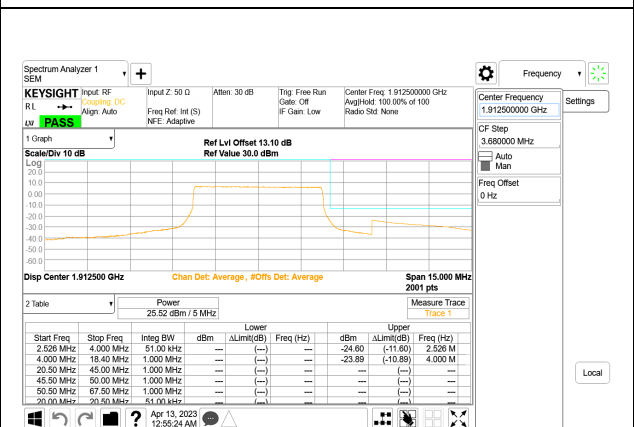 Spectrum Analyzer 1
SEM
Frequency
KEYSIGHT Input: RF Input Z: 50 Ω Atten: 30 dB Trig: Free Run Center Freq: 1.912500000 GHz
RL Coupling: DC Gate: Off Avg|Hold: 100.00% of 100
Align: Auto Freq Ref: Int (S) IF Gain: Low Radio Std: None
LXI PASS NFE: Adaptive
Center Frequency
1.912500000 GHz
Settings
CF Step
3.680000 MHz
Auto
Man
Freq Offset
0 Hz
Local
1 Graph
Ref Lvl Offset 13.10 dB
Scale/Div 10 dB Ref Value 30.0 dBm
Log
20.0
10.0
0.00
-10.0
-20.0
-30.0
-40.0
-50.0
-60.0
Disp Center 1.912500 GHz Chan Det: Average, #Offs Det: Average Span 15.000 MHz
2001 pts
2 Table
Power
25.52 dBm / 5 MHz
Measure Trace
Trace 1
Lower Upper
Start Freq Stop Freq Integ BW dBm ΔLimit(dB) Freq (Hz) dBm ΔLimit(dB) Freq (Hz)
2.526 MHz 4.000 MHz 51.00 kHz --- (---) --- -24.60 (-11.60) 2.526 M
4.000 MHz 18.40 MHz 1.000 MHz --- (---) --- -23.89 (-10.89) 4.000 M
20.50 MHz 45.00 MHz 1.000 MHz --- (---) --- --- (---) ---
45.50 MHz 50.00 MHz 1.000 MHz --- (---) --- --- (---) ---
50.50 MHz 67.50 MHz 1.000 MHz --- (---) --- --- (---) ---
20.00 MHz 20.50 MHz 51.00 kHz --- (---) --- --- (---) ---
Apr 13, 2023
12:55:24 AM